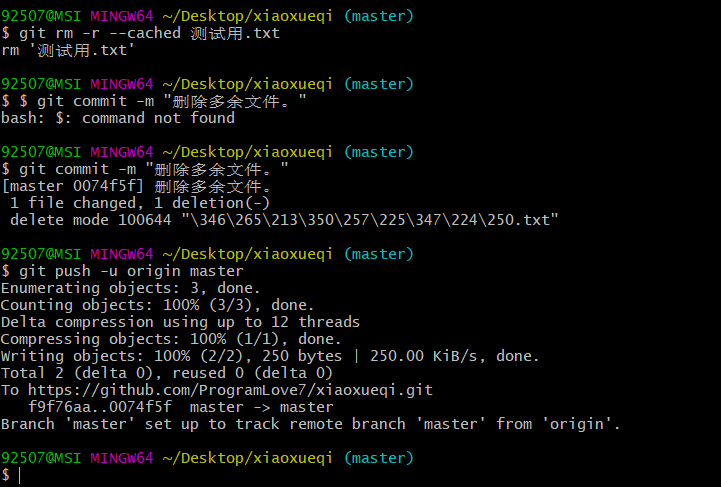 92507@MSI MINGW64 ~/Desktop/xiaoxueqi (master)
$ git rm -r --cached 测试用.txt
rm '测试用.txt'
92507@MSI MINGW64 ~/Desktop/xiaoxueqi (master)
$ $ git commit -m "删除多余文件。"
bash: $: command not found
92507@MSI MINGW64 ~/Desktop/xiaoxueqi (master)
$ git commit -m "删除多余文件。"
[master 0074f5f] 删除多余文件。
 1 file changed, 1 deletion(-)
 delete mode 100644 "\346\265\213\350\257\225\347\224\250.txt"
92507@MSI MINGW64 ~/Desktop/xiaoxueqi (master)
$ git push -u origin master
Enumerating objects: 3, done.
Counting objects: 100% (3/3), done.
Delta compression using up to 12 threads
Compressing objects: 100% (1/1), done.
Writing objects: 100% (2/2), 250 bytes | 250.00 KiB/s, done.
Total 2 (delta 0), reused 0 (delta 0)
To https://github.com/ProgramLove7/xiaoxueqi.git
   f9f76aa..0074f5f  master -> master
Branch 'master' set up to track remote branch 'master' from 'origin'.
92507@MSI MINGW64 ~/Desktop/xiaoxueqi (master)
$